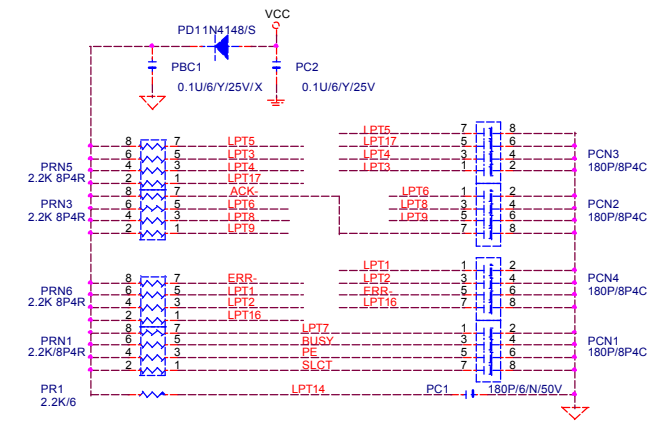 VCC
PD11N4148/S
PBC1 PC2
0.1U/6/Y/25V/X 0.1U/6/Y/25V
LPT5 7 8
8 7 LPT5 LPT17 5 6
6 5 LPT3 LPT4 3 4 PCN3
PRN5 4 3 LPT4 LPT3 1 2 180P/8P4C
2.2K 8P4R 2 1 LPT17
8 7 ACK- LPT6 1 2
PRN3 6 5 LPT6 LPT8 3 4 PCN2
2.2K 8P4R 4 3 LPT8 LPT9 5 6 180P/8P4C
2 1 LPT9 7 8
LPT1 1 2
8 7 ERR- LPT2 3 4 PCN4
PRN6 6 5 LPT1 ERR- 5 6 180P/8P4C
2.2K 8P4R 4 3 LPT2 LPT16 7 8
2 1 LPT16
8 7 LPT7 1 2
PRN1 6 5 BUSY 3 4 PCN1
2.2K/8P4R 4 3 PE 5 6 180P/8P4C
2 1 SLCT 7 8
PR1 LPT14 PC1 180P/6/N/50V
2.2K/6